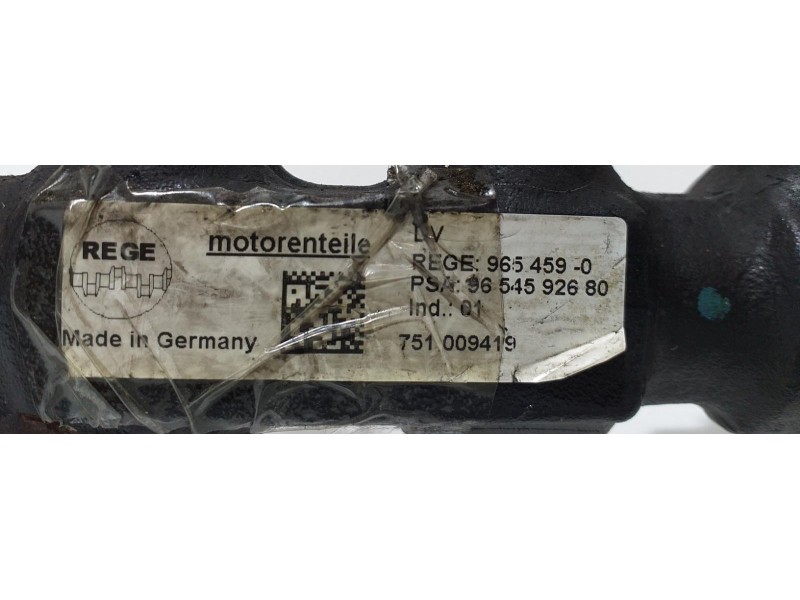 REGE
motorenteile
Made in Germany
LV
REGE: 965 459 -0
PSA: 96 545 926 80
Ind.: 01
751 009419